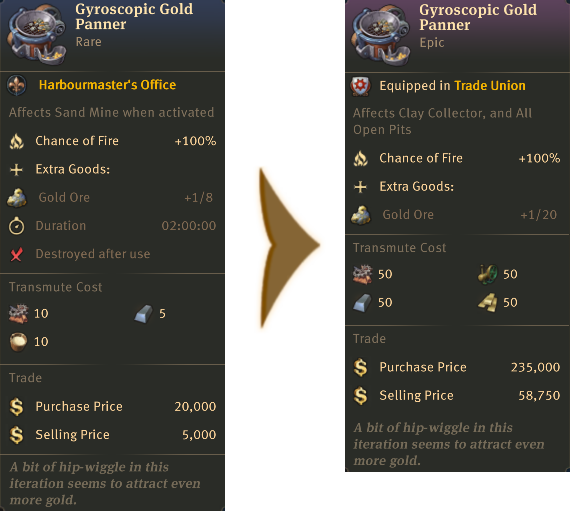 Gyroscopic Gold
Panner
Rare
Harbourmaster's Office
Affects Sand Mine when activated
Chance of Fire +100%
Extra Goods:
Gold Ore +1/8
Duration 02:00:00
Destroyed after use
Transmute Cost
10 5
10
Trade
Purchase Price 20,000
Selling Price 5,000
A bit of hip-wiggle in this
iteration seems to attract even
more gold.
Gyroscopic Gold
Panner
Epic
Equipped in Trade Union
Affects Clay Collector, and All
Open Pits
Chance of Fire +100%
Extra Goods:
Gold Ore +1/20
Transmute Cost
50 50
50 50
Trade
Purchase Price 235,000
Selling Price 58,750
A bit of hip-wiggle in this
iteration seems to attract even
more gold.